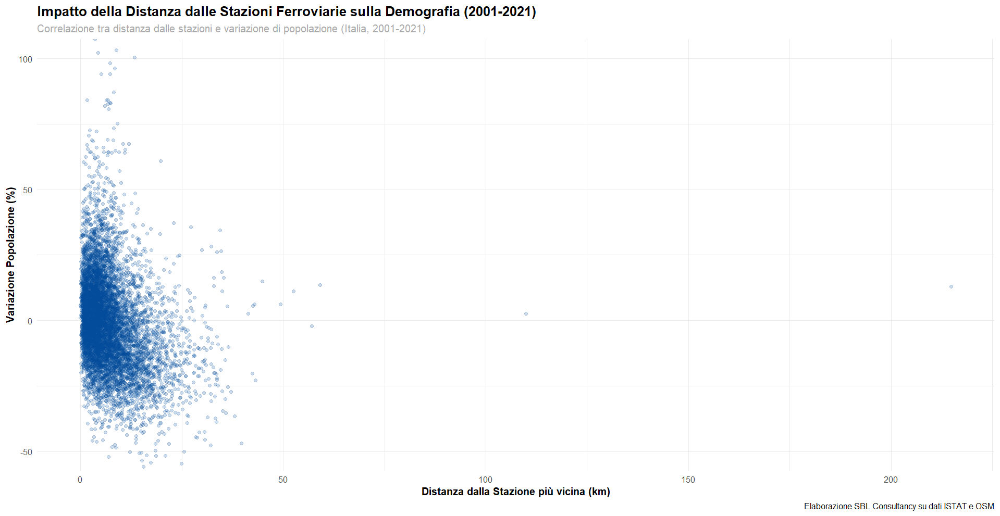 Impatto della Distanza dalle Stazioni Ferroviarie sulla Demografia (2001-2021)
Correlazione tra distanza dalle stazioni e variazione di popolazione (Italia, 2001-2021)
Variazione Popolazione (%)
100
50
0
-50
0
50
100
150
200
Distanza dalla Stazione più vicina (km)
Elaborazione SBL Consultancy su dati ISTAT e OSM